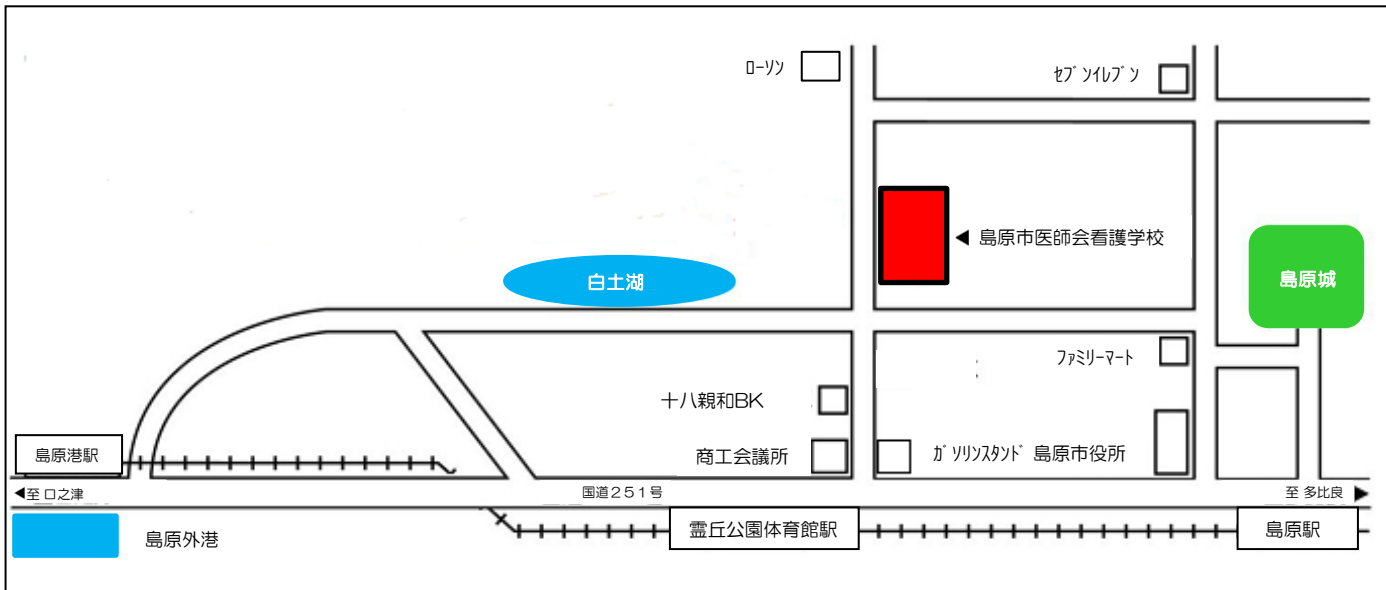 ﾛｰｿﾝ
ｾﾌﾞﾝｲﾚﾌﾞﾝ
島原市医師会看護学校
白土湖
島原城
ﾌｧﾐﾘｰﾏｰﾄ
十八親和BK
島原港駅
商工会議所
ｶﾞｿﾘﾝｽﾀﾝﾄﾞ 島原市役所
至 口之津
国道２５１号
至 多比良
島原外港
霊丘公園体育館駅
島原駅